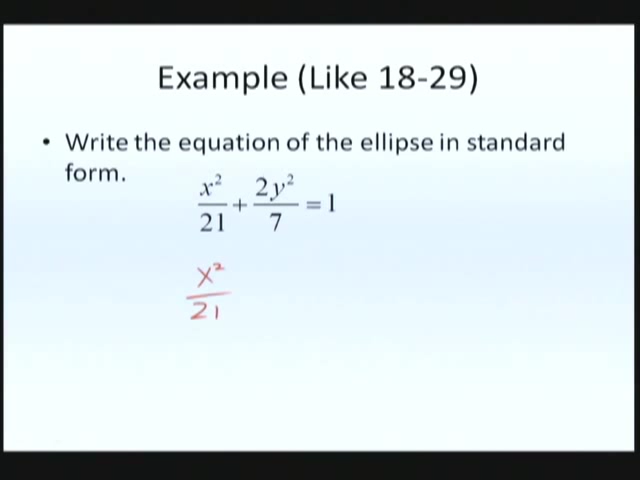 Example (Like 18-29)
• Write the equation of the ellipse in standard
form.
x²/21 + 2y²/7 = 1
x²/21